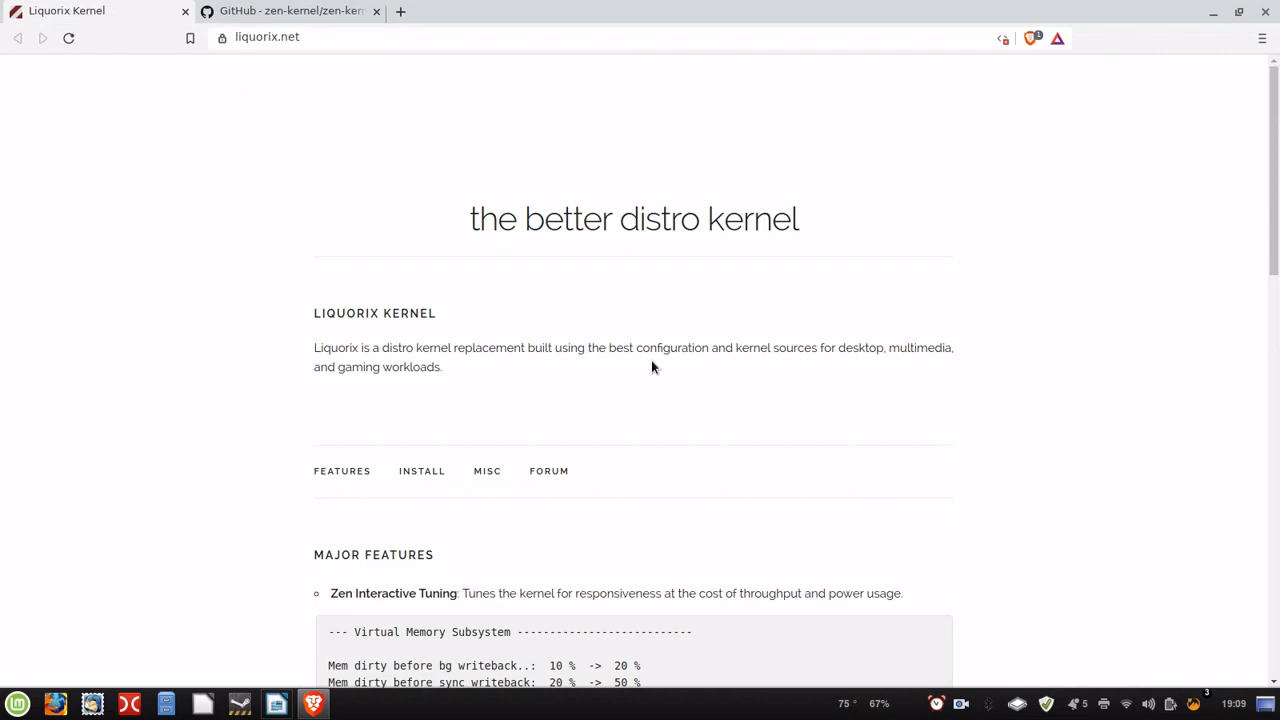 Liquorix Kernel
GitHub - zen-kernel/zen-ker
liquorix.net
1
the better distro kernel
LIQUORIX KERNEL
Liquorix is a distro kernel replacement built using the best configuration and kernel sources for desktop, multimedia,
and gaming workloads.
FEATURES INSTALL MISC FORUM
MAJOR FEATURES
Zen Interactive Tuning: Tunes the kernel for responsiveness at the cost of throughput and power usage.
--- Virtual Memory Subsystem ---------------------------
Mem dirty before bg writeback..: 10 % -> 20 %
Mem dirty before sync writeback: 20 % -> 50 %
75 ° 67% 5 3 19:09